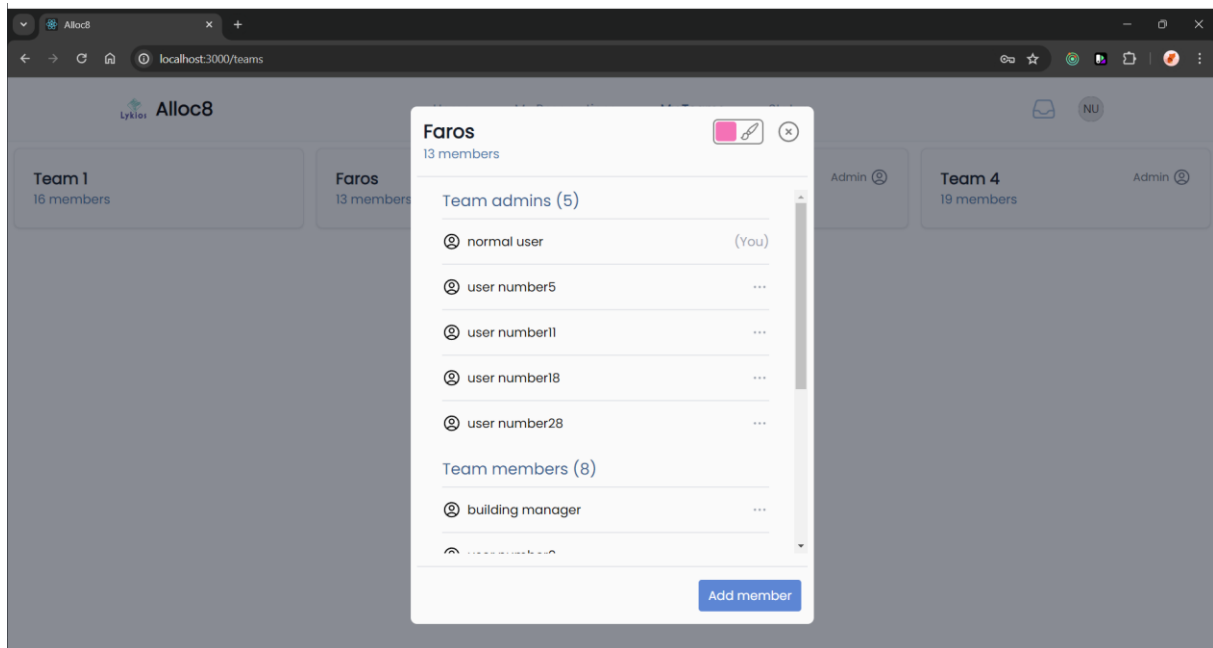 Alloc8
localhost:3000/teams
Lykios Alloc8
NU
Team 1
16 members
Faros
13 members
Admin
Team 4
19 members
Admin
Faros
13 members
Team admins (5)
normal user (You)
user number5
user number11
user number18
user number28
Team members (8)
building manager
Add member